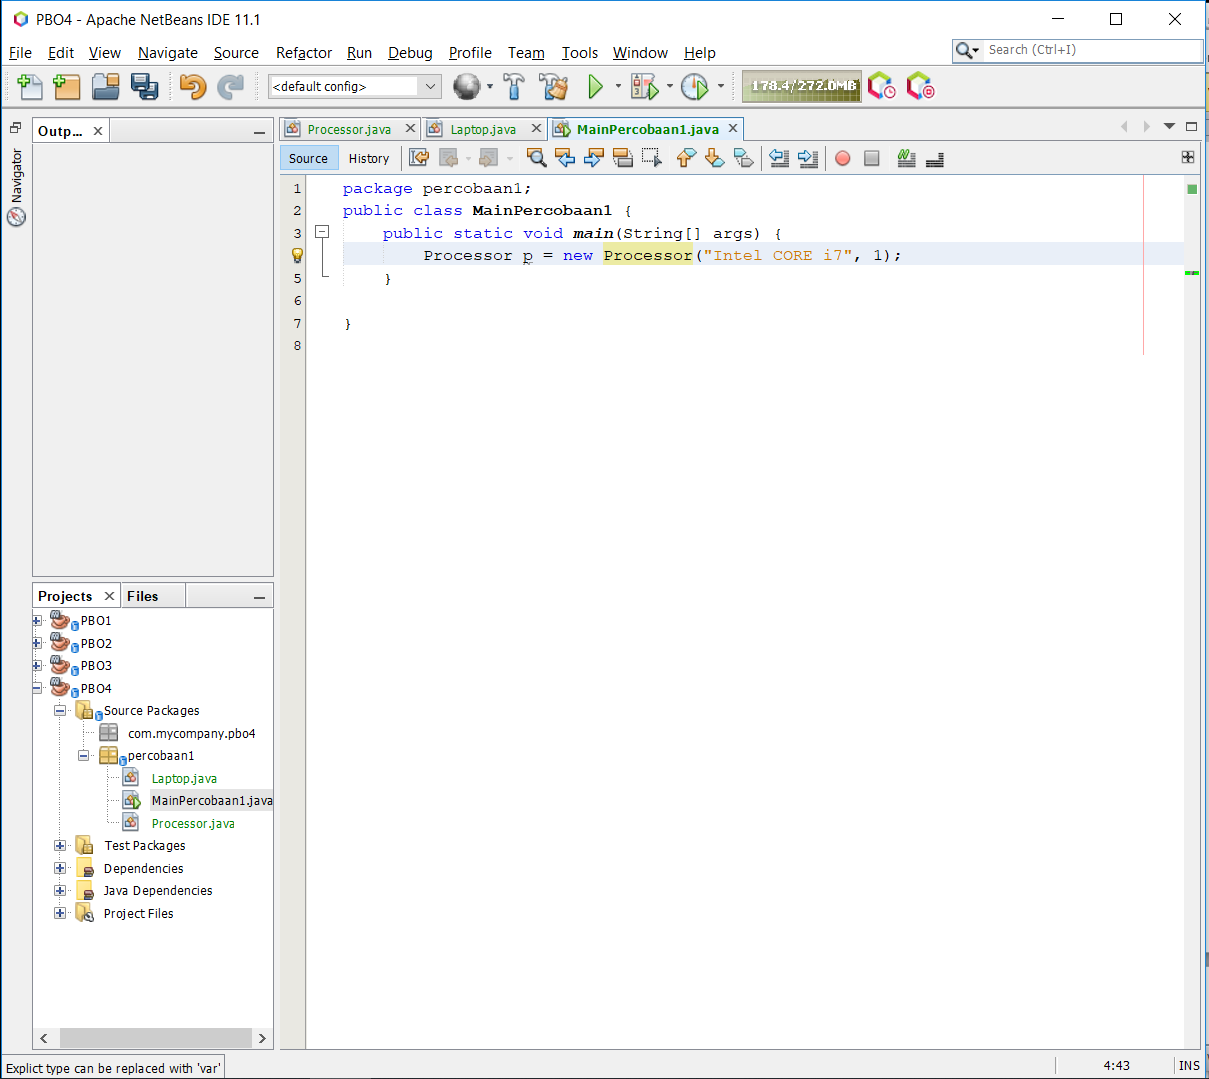 PBO4 - Apache NetBeans IDE 11.1
File Edit View Navigate Source Refactor Run Debug Profile Team Tools Window Help
Search (Ctrl+I)
<default config>
178.4/272.0MB
Outp...
Navigator
Processor.java
Laptop.java
MainPercobaan1.java
Source History
1 package percobaan1;
2 public class MainPercobaan1 {
3 public static void main(String[] args) {
Processor p = new Processor("Intel CORE i7", 1);
5 }
6
7 }
8
Projects
Files
PBO1
PBO2
PBO3
PBO4
Source Packages
com.mycompany.pbo4
percobaan1
Laptop.java
MainPercobaan1.java
Processor.java
Test Packages
Dependencies
Java Dependencies
Project Files
Explict type can be replaced with 'var'
4:43
INS